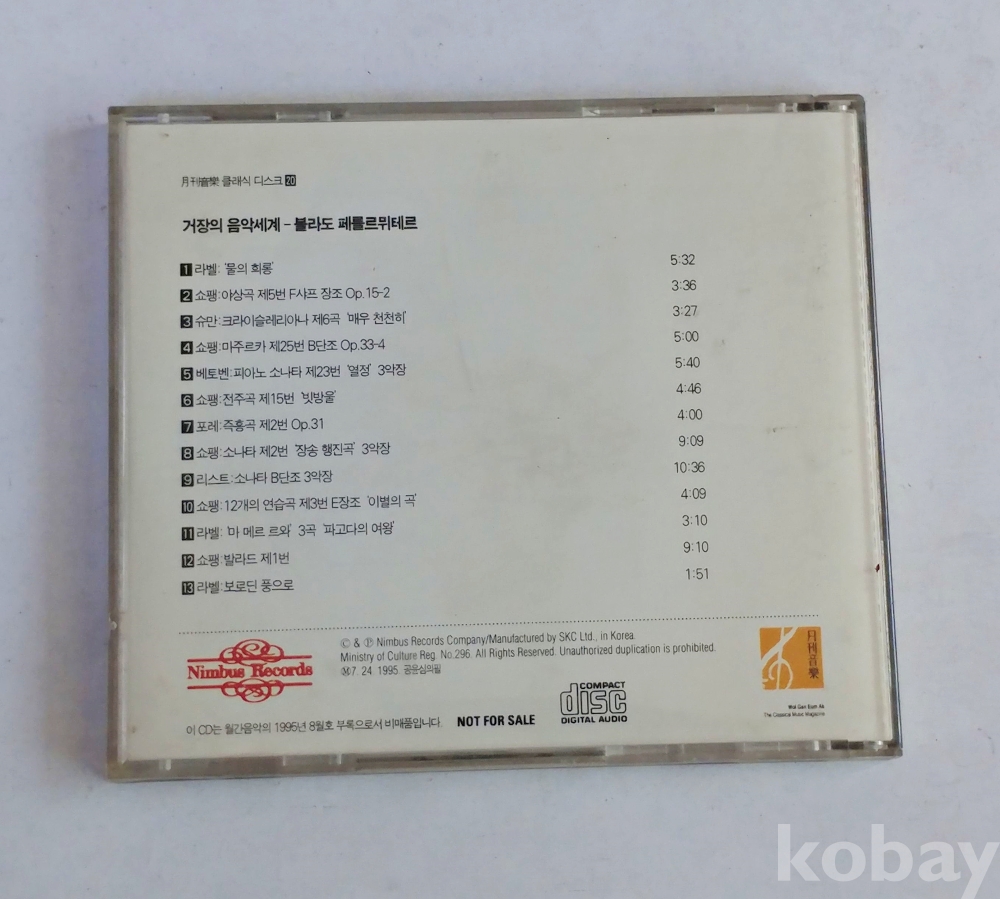 月刊音樂 클래식 디스크 20
거장의 음악세계 - 블라도 페를르뮈테르
1 라벨: '물의 희롱' 5:32
2 쇼팽:야상곡 제5번 F샤프 장조 Op.15-2 3:36
3 슈만:크라이슬레리아나 제6곡 '매우 천천히' 3:27
4 쇼팽:마주르카 제25번 B단조 Op.33-4 5:00
5 베토벤:피아노 소나타 제23번 '열정' 3악장 5:40
6 쇼팽:전주곡 제15번 '빗방울' 4:46
7 포레:즉흥곡 제2번 Op.31 4:00
8 쇼팽:소나타 제2번 '장송 행진곡' 3악장 9:09
9 리스트:소나타 B단조 3악장 10:36
10 쇼팽:12개의 연습곡 제3번 E장조 '이별의 곡' 4:09
11 라벨: '마 메르 르와' 3곡 '파고다의 여왕' 3:10
12 쇼팽:발라드 제1번 9:10
13 라벨:보로딘 풍으로 1:51
Nimbus Records
© & ℗ Nimbus Records Company/Manufactured by SKC Ltd., in Korea.
Ministry of Culture Reg. No.296. All Rights Reserved. Unauthorized duplication is prohibited.
Ⓜ7. 24. 1995. 공윤심의필
月刊音樂
Wol Gan Eum Ak
The Classical Music Magazine
COMPACT
disc
DIGITAL AUDIO
이 CD는 월간음악의 1995년 8월호 부록으로서 비매품입니다. NOT FOR SALE
kobay